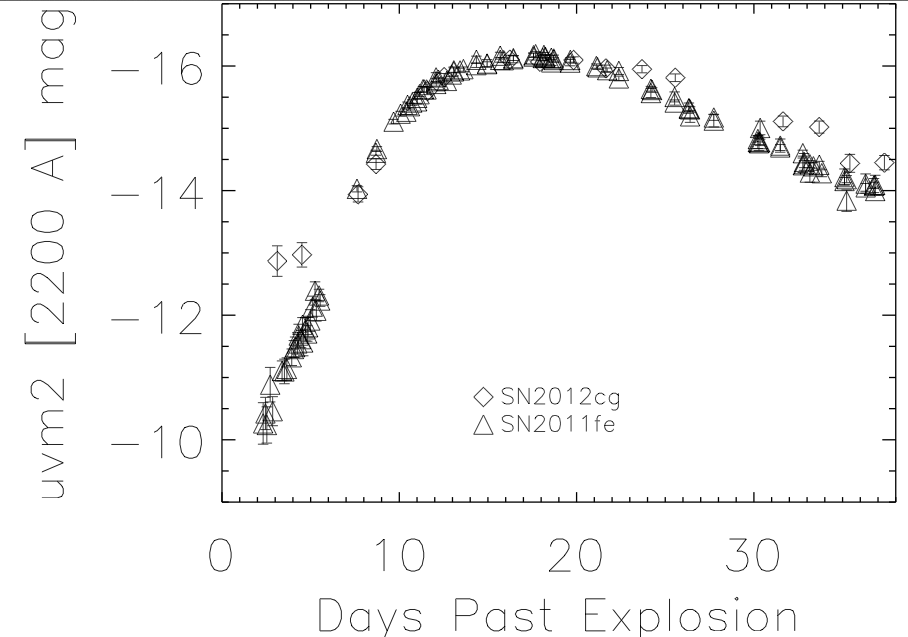 uvm2 [2200 A] mag
-16
-14
-12
-10
SN2012cg
SN2011fe
0 10 20 30
Days Past Explosion